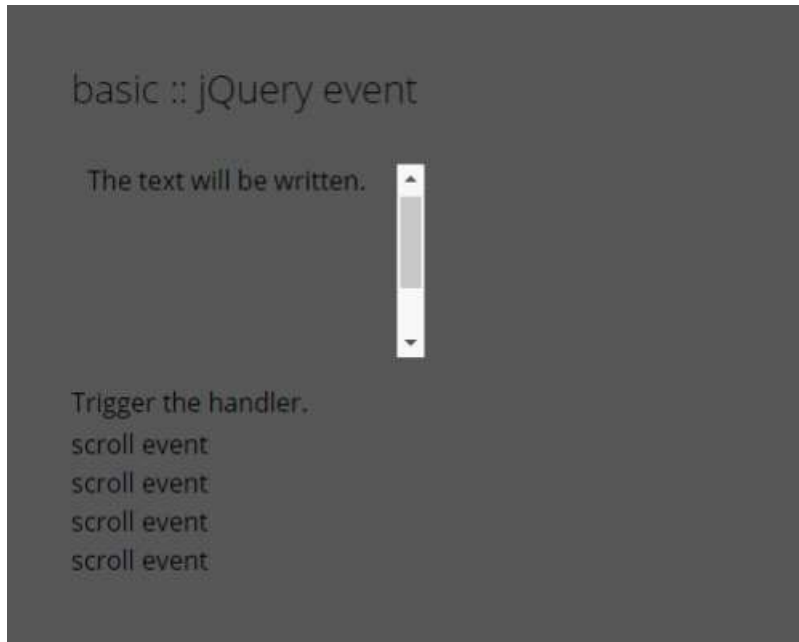 basic :: jQuery event
The text will be written.
Trigger the handler.
scroll event
scroll event
scroll event
scroll event